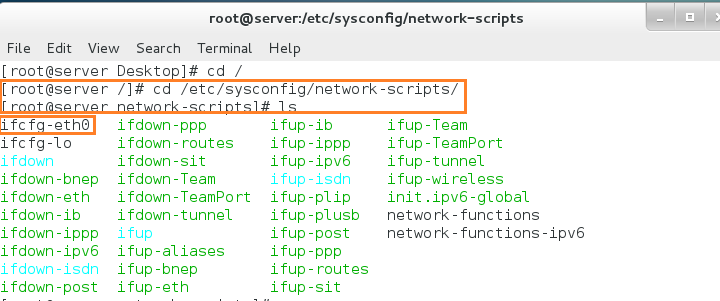 root@server:/etc/sysconfig/network-scripts
File Edit View Search Terminal Help
[root@server Desktop]# cd /
[root@server /]# cd /etc/sysconfig/network-scripts/
[root@server network-scripts]# ls
ifcfg-eth0 ifdown-ppp ifup-ib ifup-Team
ifcfg-lo ifdown-routes ifup-ippp ifup-TeamPort
ifdown ifdown-sit ifup-ipv6 ifup-tunnel
ifdown-bnep ifdown-Team ifup-isdn ifup-wireless
ifdown-eth ifdown-TeamPort ifup-plip init.ipv6-global
ifdown-ib ifdown-tunnel ifup-plusb network-functions
ifdown-ippp ifup ifup-post network-functions-ipv6
ifdown-ipv6 ifup-aliases ifup-ppp
ifdown-isdn ifup-bnep ifup-routes
ifdown-post ifup-eth ifup-sit